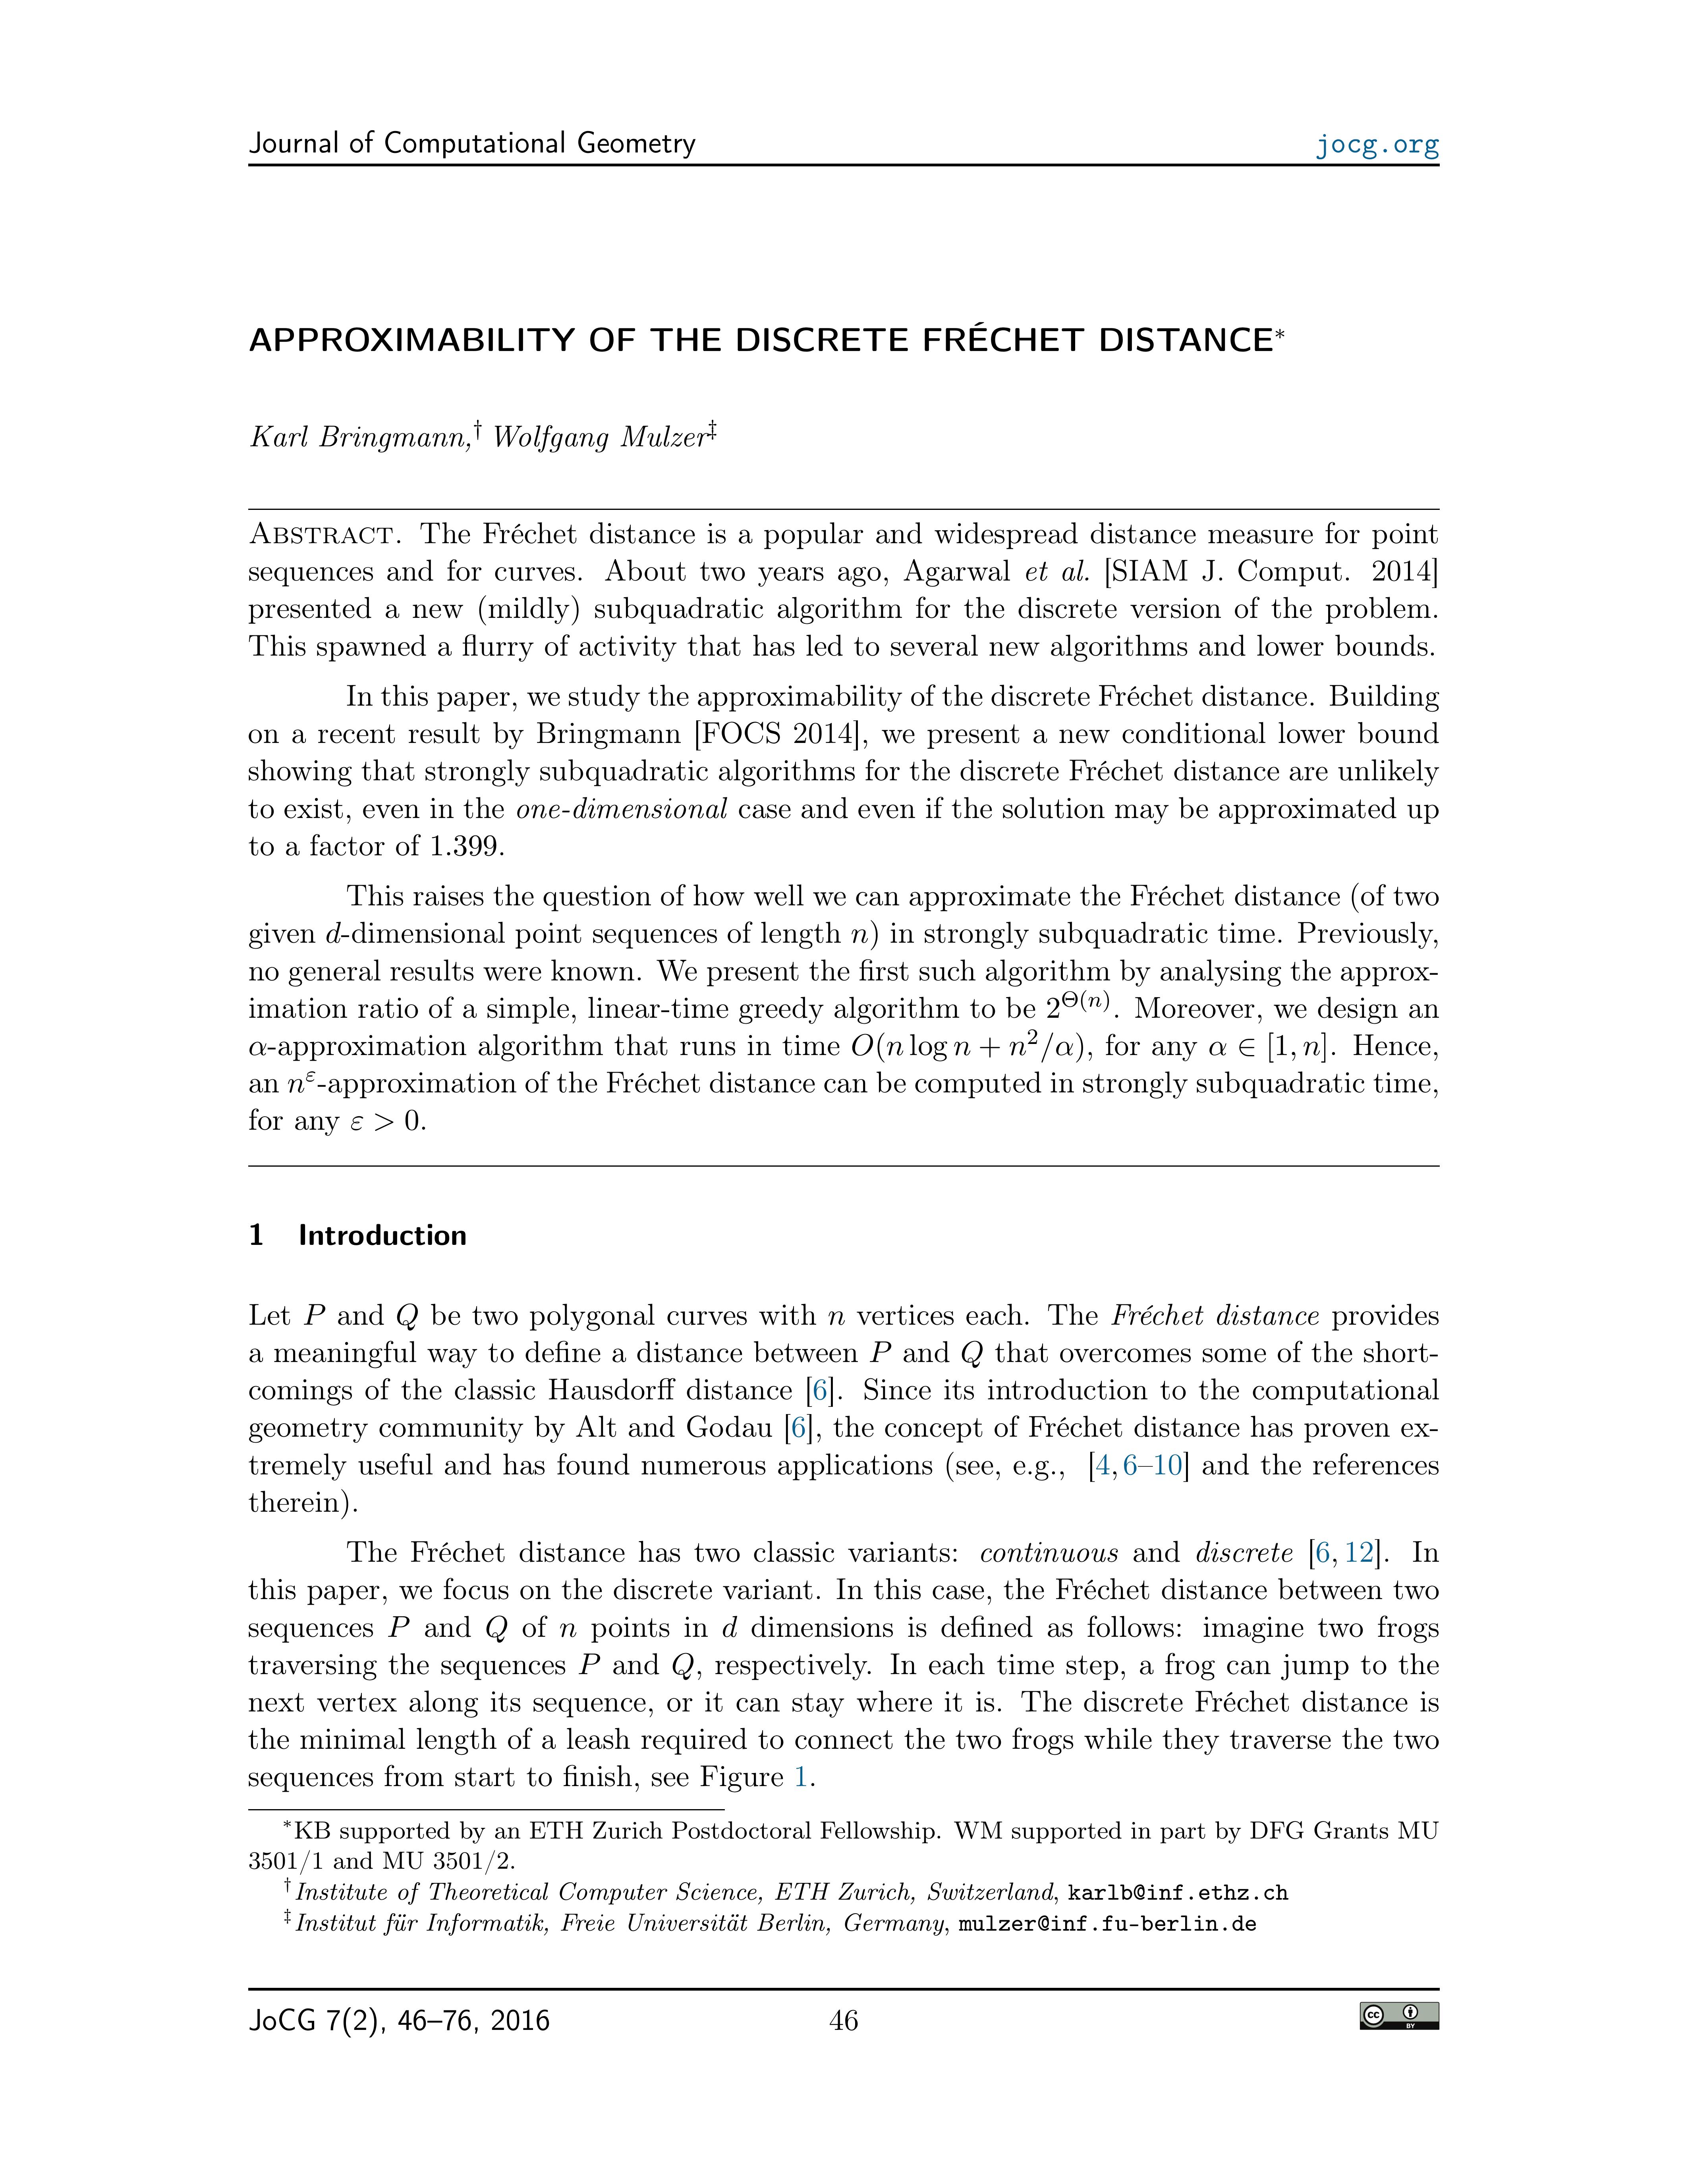 Journal of Computational Geometry jocg.org
APPROXIMABILITY OF THE DISCRETE FRÉCHET DISTANCE*
Karl Bringmann,† Wolfgang Mulzer‡
ABSTRACT. The Fréchet distance is a popular and widespread distance measure for point
sequences and for curves. About two years ago, Agarwal et al. [SIAM J. Comput. 2014]
presented a new (mildly) subquadratic algorithm for the discrete version of the problem.
This spawned a flurry of activity that has led to several new algorithms and lower bounds.
In this paper, we study the approximability of the discrete Fréchet distance. Building
on a recent result by Bringmann [FOCS 2014], we present a new conditional lower bound
showing that strongly subquadratic algorithms for the discrete Fréchet distance are unlikely
to exist, even in the one-dimensional case and even if the solution may be approximated up
to a factor of 1.399.
This raises the question of how well we can approximate the Fréchet distance (of two
given d-dimensional point sequences of length n) in strongly subquadratic time. Previously,
no general results were known. We present the first such algorithm by analysing the approx-
imation ratio of a simple, linear-time greedy algorithm to be 2^Θ(n). Moreover, we design an
α-approximation algorithm that runs in time O(n log n + n²/α), for any α ∈ [1, n]. Hence,
an n^ε-approximation of the Fréchet distance can be computed in strongly subquadratic time,
for any ε > 0.
1 Introduction
Let P and Q be two polygonal curves with n vertices each. The Fréchet distance provides
a meaningful way to define a distance between P and Q that overcomes some of the short-
comings of the classic Hausdorff distance [6]. Since its introduction to the computational
geometry community by Alt and Godau [6], the concept of Fréchet distance has proven ex-
tremely useful and has found numerous applications (see, e.g., [4, 6–10] and the references
therein).
The Fréchet distance has two classic variants: continuous and discrete [6, 12]. In
this paper, we focus on the discrete variant. In this case, the Fréchet distance between two
sequences P and Q of n points in d dimensions is defined as follows: imagine two frogs
traversing the sequences P and Q, respectively. In each time step, a frog can jump to the
next vertex along its sequence, or it can stay where it is. The discrete Fréchet distance is
the minimal length of a leash required to connect the two frogs while they traverse the two
sequences from start to finish, see Figure 1.
*KB supported by an ETH Zurich Postdoctoral Fellowship. WM supported in part by DFG Grants MU
3501/1 and MU 3501/2.
†Institute of Theoretical Computer Science, ETH Zurich, Switzerland, karlb@inf.ethz.ch
‡Institut für Informatik, Freie Universität Berlin, Germany, mulzer@inf.fu-berlin.de
JoCG 7(2), 46–76, 2016 46 cc BY